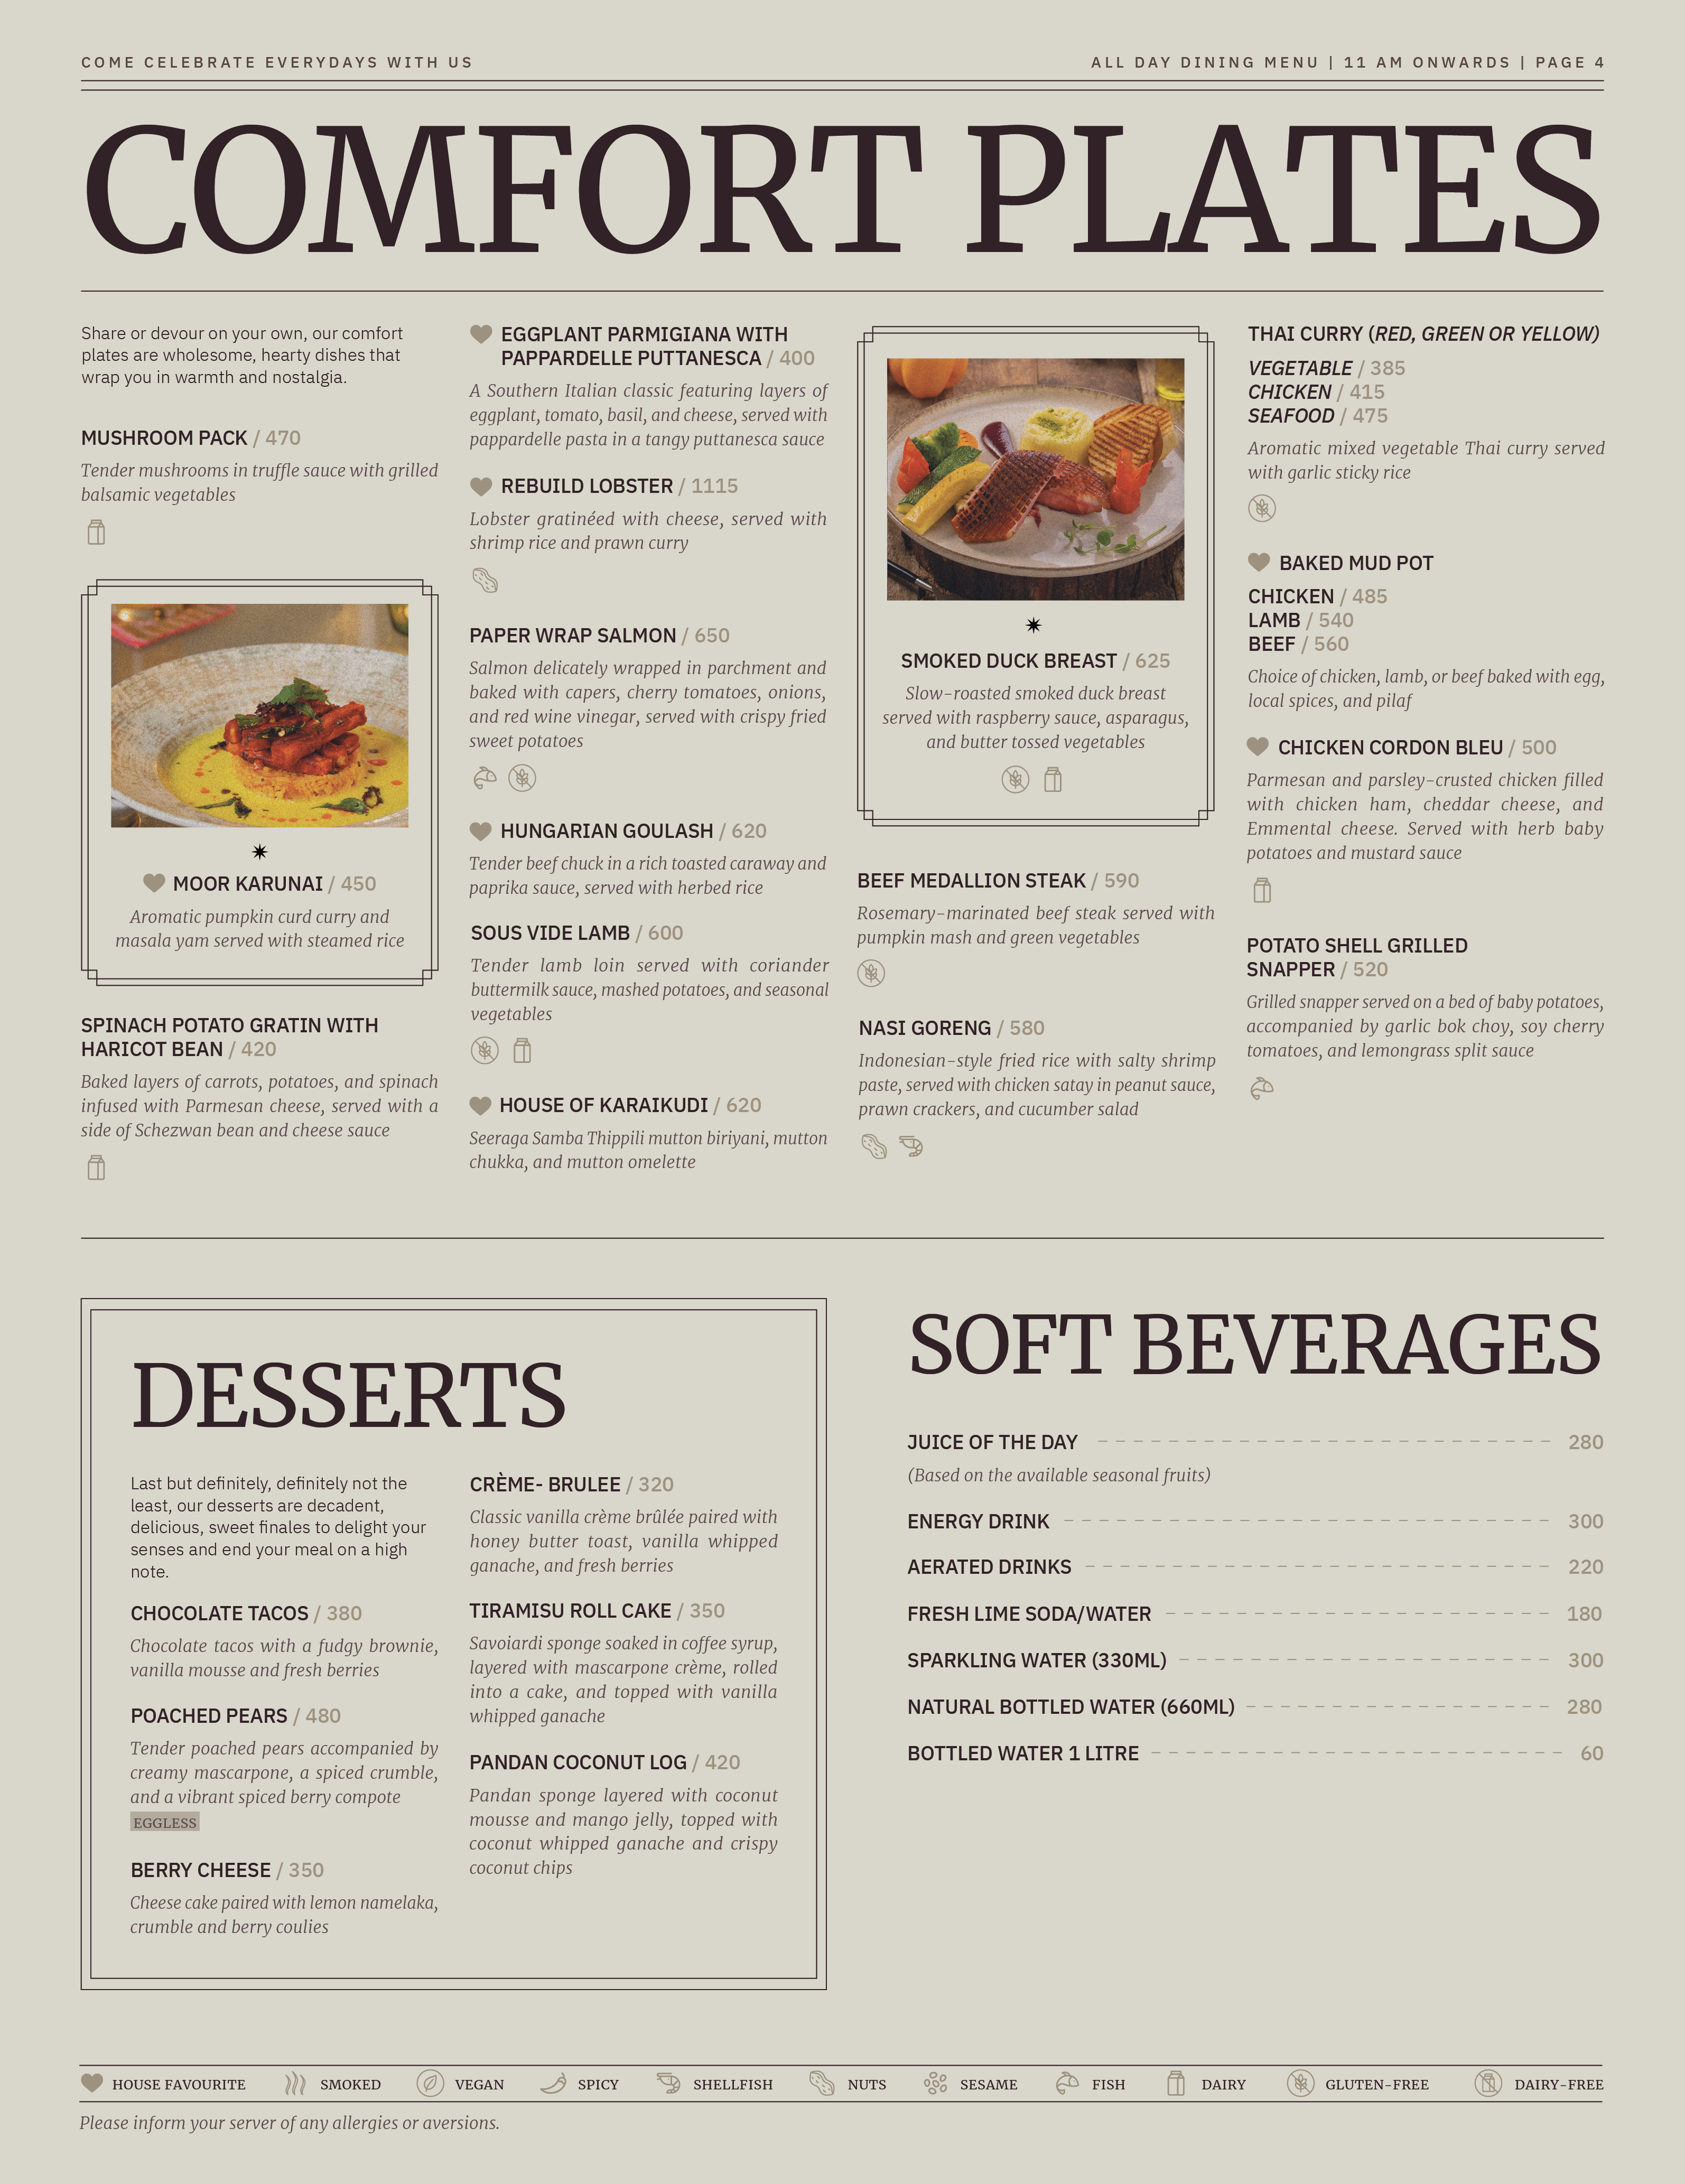 COME CELEBRATE EVERYDAYS WITH US
ALL DAY DINING MENU | 11 AM ONWARDS | PAGE 4
COMFORT PLATES
Share or devour on your own, our comfort
plates are wholesome, hearty dishes that
wrap you in warmth and nostalgia.
MUSHROOM PACK / 470
Tender mushrooms in truffle sauce with grilled
balsamic vegetables
MOOR KARUNAI / 450
Aromatic pumpkin curd curry and
masala yam served with steamed rice
SPINACH POTATO GRATIN WITH
HARICOT BEAN / 420
Baked layers of carrots, potatoes, and spinach
infused with Parmesan cheese, served with a
side of Schezwan bean and cheese sauce
EGGPLANT PARMIGIANA WITH
PAPPARDELLE PUTTANESCA / 400
A Southern Italian classic featuring layers of
eggplant, tomato, basil, and cheese, served with
pappardelle pasta in a tangy puttanesca sauce
REBUILD LOBSTER / 1115
Lobster gratinéed with cheese, served with
shrimp rice and prawn curry
PAPER WRAP SALMON / 650
Salmon delicately wrapped in parchment and
baked with capers, cherry tomatoes, onions,
and red wine vinegar, served with crispy fried
sweet potatoes
HUNGARIAN GOULASH / 620
Tender beef chuck in a rich toasted caraway and
paprika sauce, served with herbed rice
SOUS VIDE LAMB / 600
Tender lamb loin served with coriander
buttermilk sauce, mashed potatoes, and seasonal
vegetables
HOUSE OF KARAIKUDI / 620
Seeraga Samba Thippili mutton biriyani, mutton
chukka, and mutton omelette
SMOKED DUCK BREAST / 625
Slow-roasted smoked duck breast
served with raspberry sauce, asparagus,
and butter tossed vegetables
BEEF MEDALLION STEAK / 590
Rosemary-marinated beef steak served with
pumpkin mash and green vegetables
NASI GORENG / 580
Indonesian-style fried rice with salty shrimp
paste, served with chicken satay in peanut sauce,
prawn crackers, and cucumber salad
THAI CURRY (RED, GREEN OR YELLOW)
VEGETABLE / 385
CHICKEN / 415
SEAFOOD / 475
Aromatic mixed vegetable Thai curry served
with garlic sticky rice
BAKED MUD POT
CHICKEN / 485
LAMB / 540
BEEF / 560
Choice of chicken, lamb, or beef baked with egg,
local spices, and pilaf
CHICKEN CORDON BLEU / 500
Parmesan and parsley-crusted chicken filled
with chicken ham, cheddar cheese, and
Emmental cheese. Served with herb baby
potatoes and mustard sauce
POTATO SHELL GRILLED
SNAPPER / 520
Grilled snapper served on a bed of baby potatoes,
accompanied by garlic bok choy, soy cherry
tomatoes, and lemongrass split sauce
DESSERTS
Last but definitely, definitely not the
least, our desserts are decadent,
delicious, sweet finales to delight your
senses and end your meal on a high
note.
CHOCOLATE TACOS / 380
Chocolate tacos with a fudgy brownie,
vanilla mousse and fresh berries
POACHED PEARS / 480
Tender poached pears accompanied by
creamy mascarpone, a spiced crumble,
and a vibrant spiced berry compote
EGGLESS
BERRY CHEESE / 350
Cheese cake paired with lemon namelaka,
crumble and berry coulies
CRÈME- BRULEE / 320
Classic vanilla crème brûlée paired with
honey butter toast, vanilla whipped
ganache, and fresh berries
TIRAMISU ROLL CAKE / 350
Savoiardi sponge soaked in coffee syrup,
layered with mascarpone crème, rolled
into a cake, and topped with vanilla
whipped ganache
PANDAN COCONUT LOG / 420
Pandan sponge layered with coconut
mousse and mango jelly, topped with
coconut whipped ganache and crispy
coconut chips
SOFT BEVERAGES
JUICE OF THE DAY 280
(Based on the available seasonal fruits)
ENERGY DRINK 300
AERATED DRINKS 220
FRESH LIME SODA/WATER 180
SPARKLING WATER (330ML) 300
NATURAL BOTTLED WATER (660ML) 280
BOTTLED WATER 1 LITRE 60
HOUSE FAVOURITE SMOKED VEGAN SPICY SHELLFISH NUTS SESAME FISH DAIRY GLUTEN-FREE DAIRY-FREE
Please inform your server of any allergies or aversions.